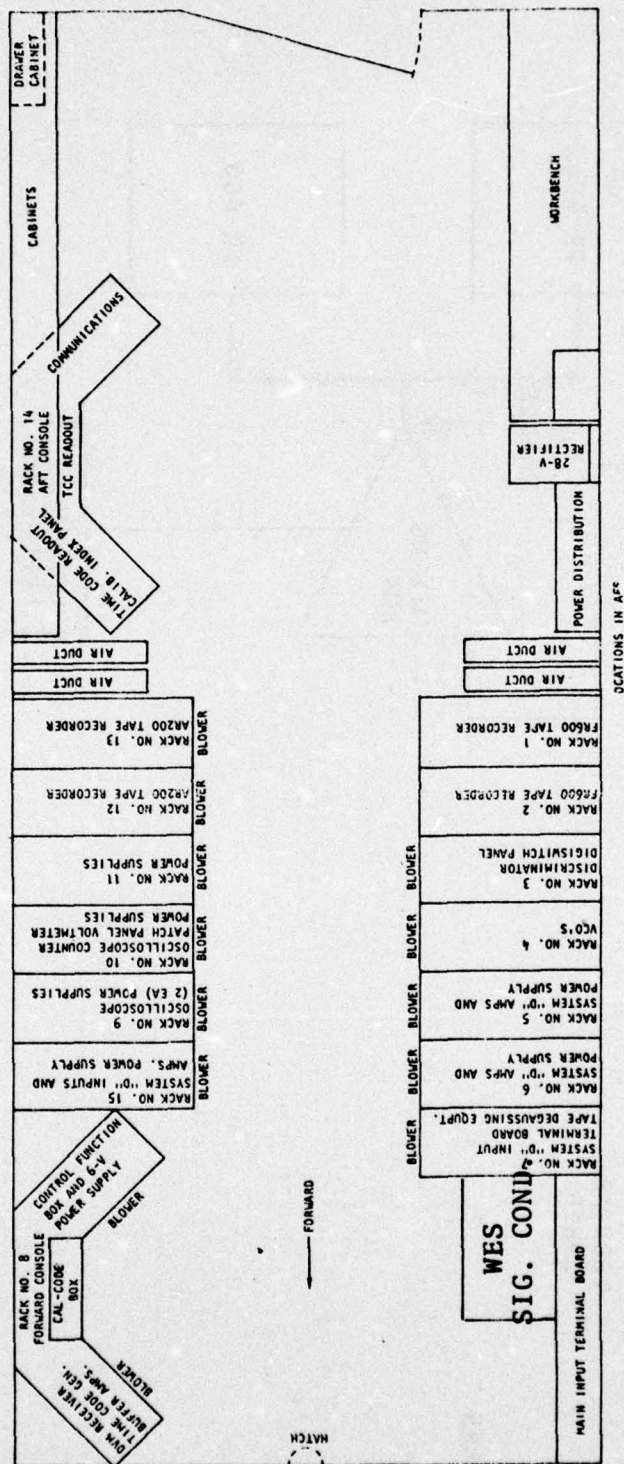 DRAWER
CABINET
CABINETS
COMMUNICATIONS
RACK NO. 14
AFT CONSOLE
TCC READOUT
TIME CODE READOUT
CALIB. INDEX PANEL
AIR DUCT
AIR DUCT
RACK NO. 13
AR200 TAPE RECORDER
BLOWER
RACK NO. 12
AR200 TAPE RECORDER
BLOWER
RACK NO. 11
POWER SUPPLIES
BLOWER
RACK NO. 10
OSCILLOSCOPE COUNTER
PATCH PANEL VOLTMETER
POWER SUPPLIES
BLOWER
RACK NO. 9
OSCILLOSCOPE
(2 EA) POWER SUPPLIES
BLOWER
RACK NO. 15
SYSTEM "D" INPUTS AND
AMPS. POWER SUPPLY
BLOWER
CONTROL FUNCTION
BOX AND 6-V
POWER SUPPLY
BLOWER
RACK NO. 8
FORWARD CONSOLE
CAL-CODE
BOX
DVM RECEIVER
TIME CODE GEN.
BUFFER AMPS.
BLOWER
HATCH
FORWARD
WORKBENCH
28-V
RECTIFIER
POWER DISTRIBUTION
AIR DUCT
AIR DUCT
RACK NO. 1
FR600 TAPE RECORDER
RACK NO. 2
FR600 TAPE RECORDER
RACK NO. 3
DISCRIMINATOR
DIGISWITCH PANEL
BLOWER
RACK NO. 4
VCO'S
BLOWER
RACK NO. 5
SYSTEM "D" AMPS AND
POWER SUPPLY
BLOWER
RACK NO. 6
SYSTEM "D" AMPS AND
POWER SUPPLY
BLOWER
RACK NO.
SYSTEM "D" INPUT
TERMINAL BOARD
TAPE DEGAUSSING EQUPT.
BLOWER
WES
SIG. COND.
MAIN INPUT TERMINAL BOARD